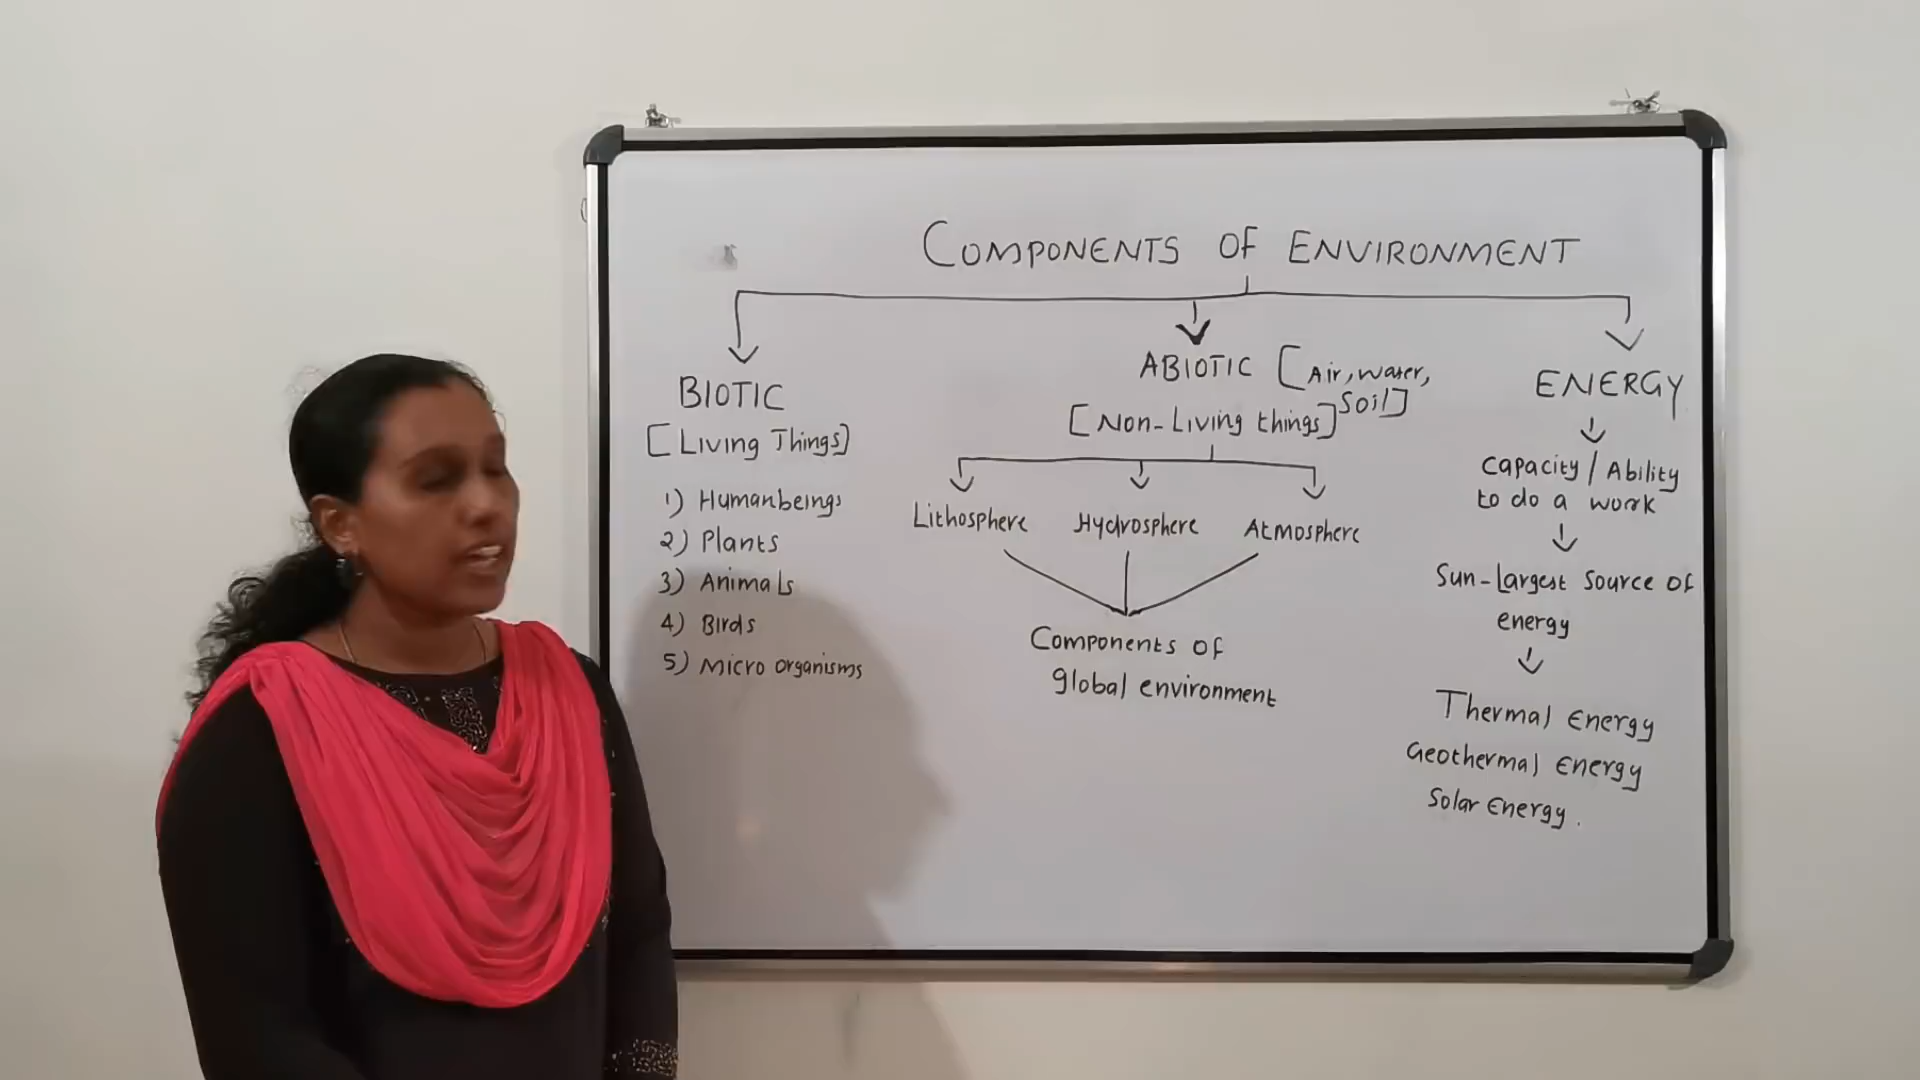 COMPONENTS OF ENVIRONMENT
BIOTIC
[Living Things]
1) Humanbeings
2) Plants
3) Animals
4) Birds
5) Micro organisms
ABIOTIC [Air, water,
soil]
[Non-Living things]
Lithosphere Hydrosphere Atmosphere
Components of
global environment
ENERGY
Capacity / Ability
to do a work
Sun-Largest source of
energy
Thermal Energy
Geothermal Energy
Solar Energy.